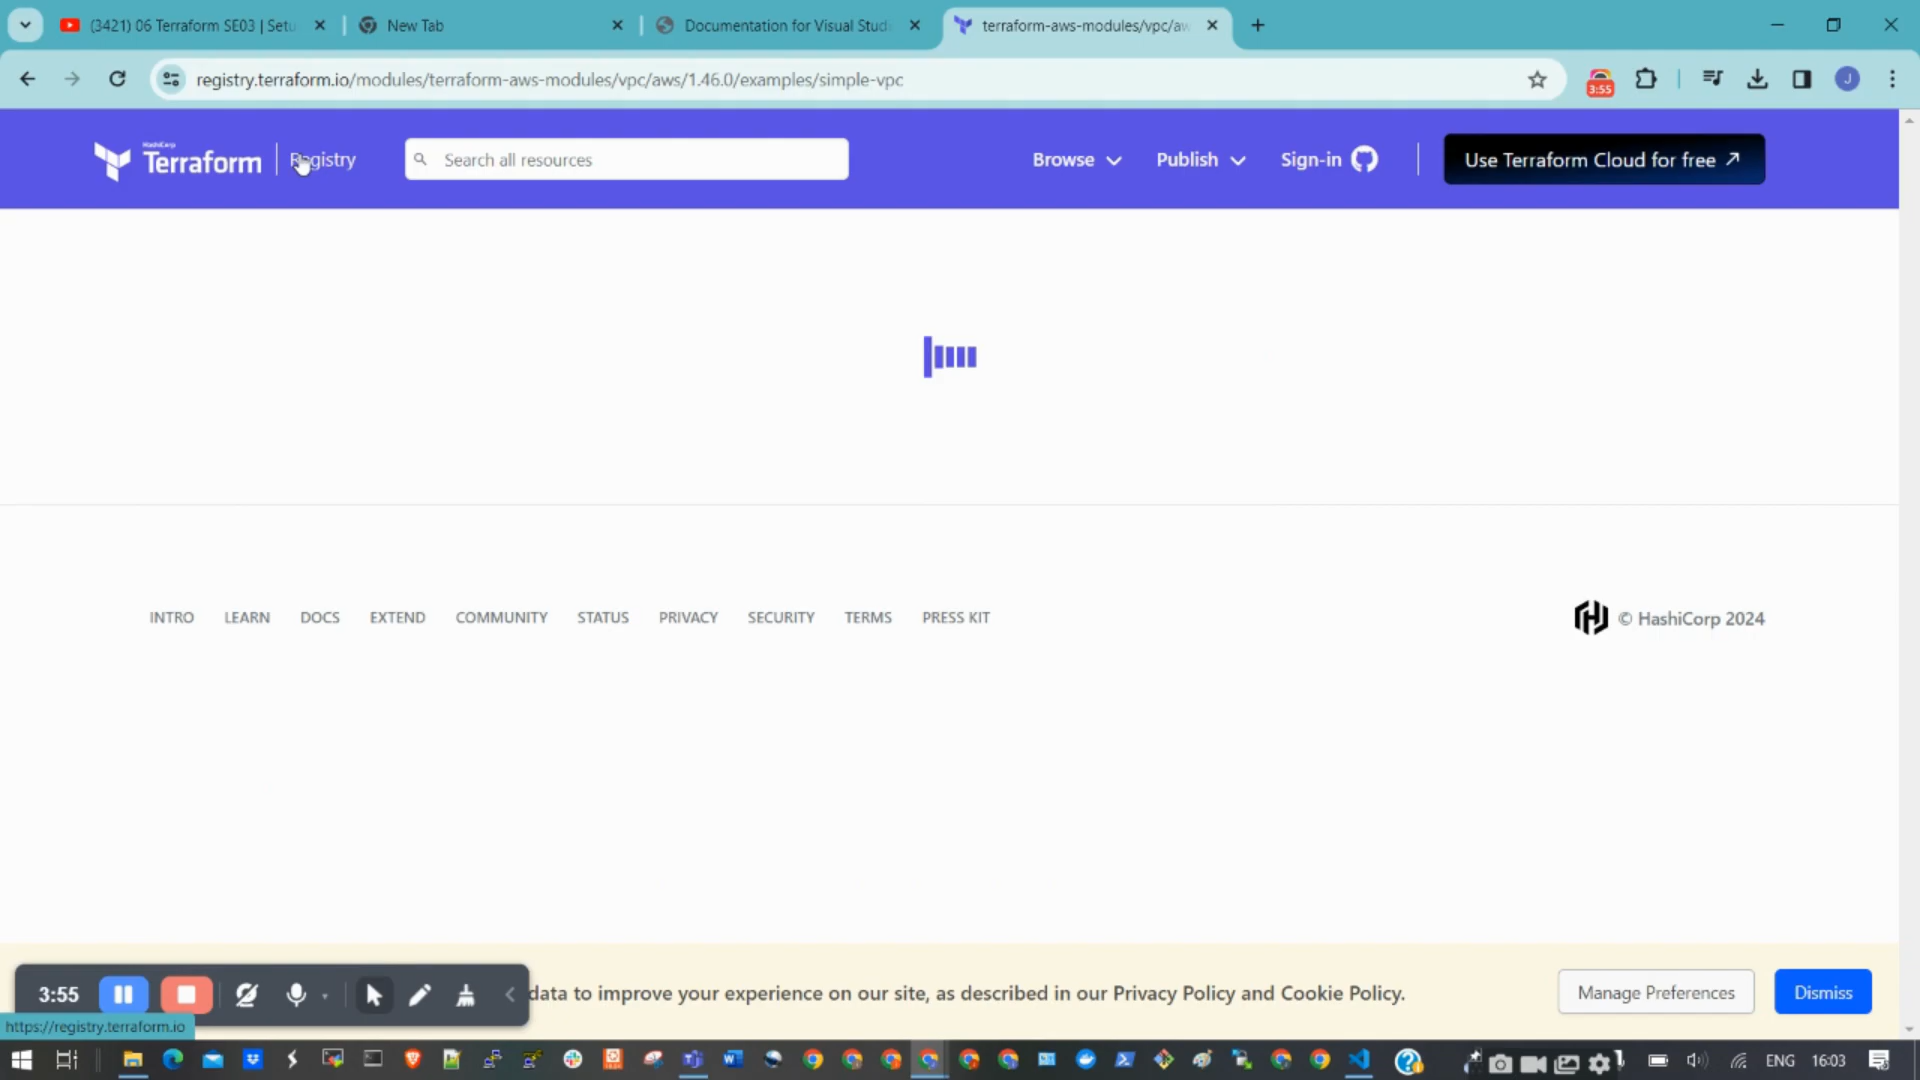 (3421) 06 Terraform SE03 | Setu
New Tab
Documentation for Visual Studi
terraform-aws-modules/vpc/aw
registry.terraform.io/modules/terraform-aws-modules/vpc/aws/1.46.0/examples/simple-vpc
3:55
J
HashiCorp
Terraform
Registry
Search all resources
Browse
Publish
Sign-in
Use Terraform Cloud for free
INTRO LEARN DOCS EXTEND COMMUNITY STATUS PRIVACY SECURITY TERMS PRESS KIT
© HashiCorp 2024
3:55
data to improve your experience on our site, as described in our Privacy Policy and Cookie Policy.
Manage Preferences
Dismiss
https://registry.terraform.io
ENG
16:03